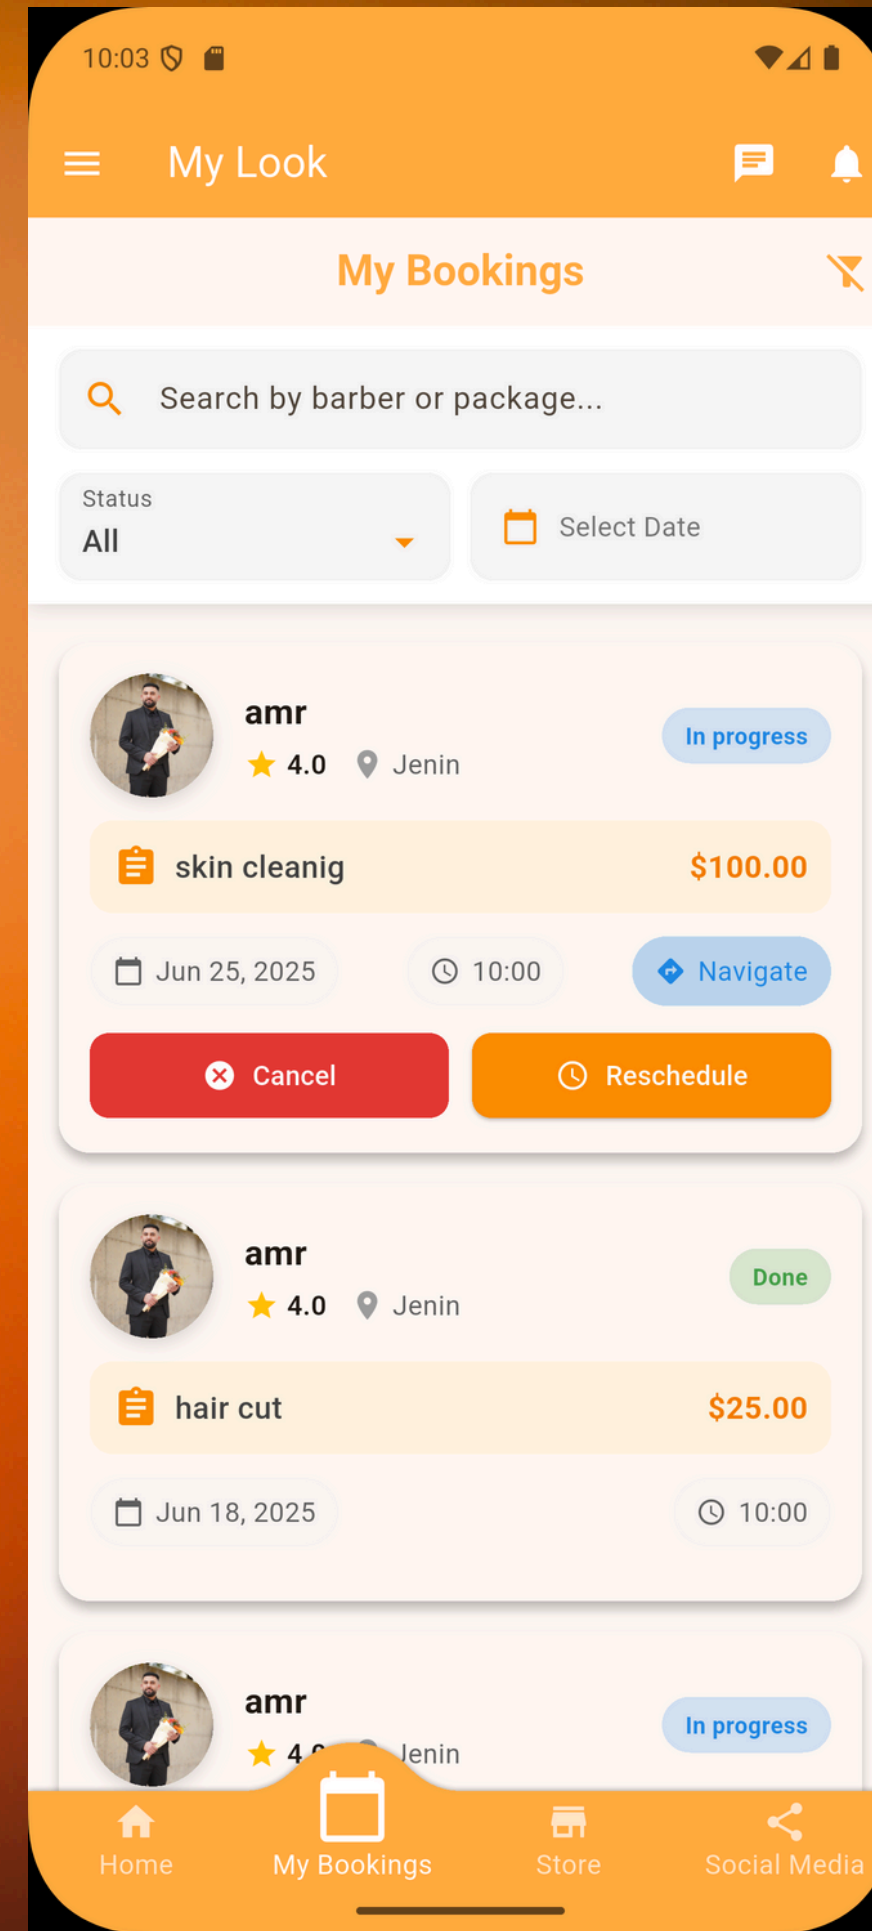 10:03
My Look
My Bookings
Search by barber or package...
Status
All
Select Date
amr
4.0 Jenin
In progress
skin cleanig $100.00
Jun 25, 2025 10:00 Navigate
Cancel Reschedule
amr
4.0 Jenin
Done
hair cut $25.00
Jun 18, 2025 10:00
amr
Jenin
In progress
Home My Bookings Store Social Media